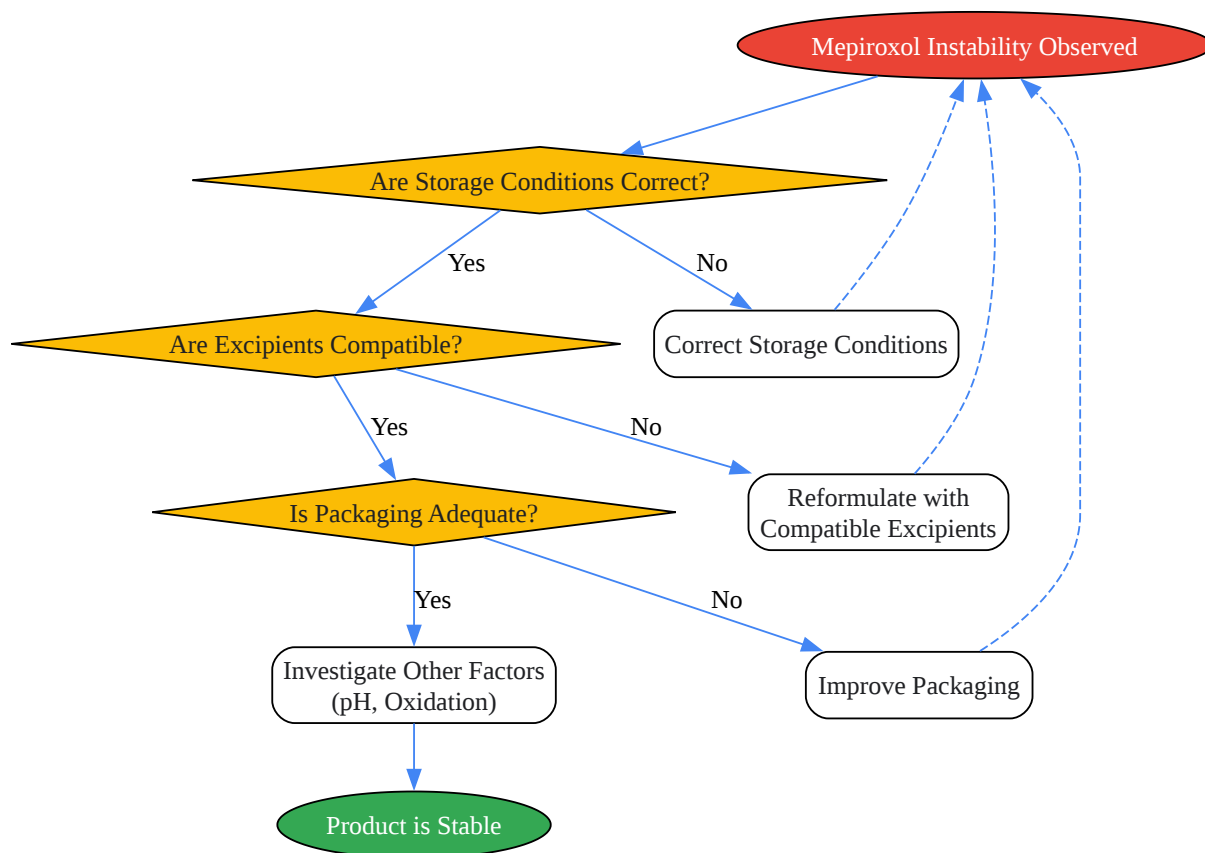 Mepiroxol Instability Observed
Are Storage Conditions Correct?
Yes
No
Are Excipients Compatible?
Correct Storage Conditions
Yes
No
Reformulate with
Compatible Excipients
Is Packaging Adequate?
Yes
No
Investigate Other Factors
(pH, Oxidation)
Improve Packaging
Product is Stable